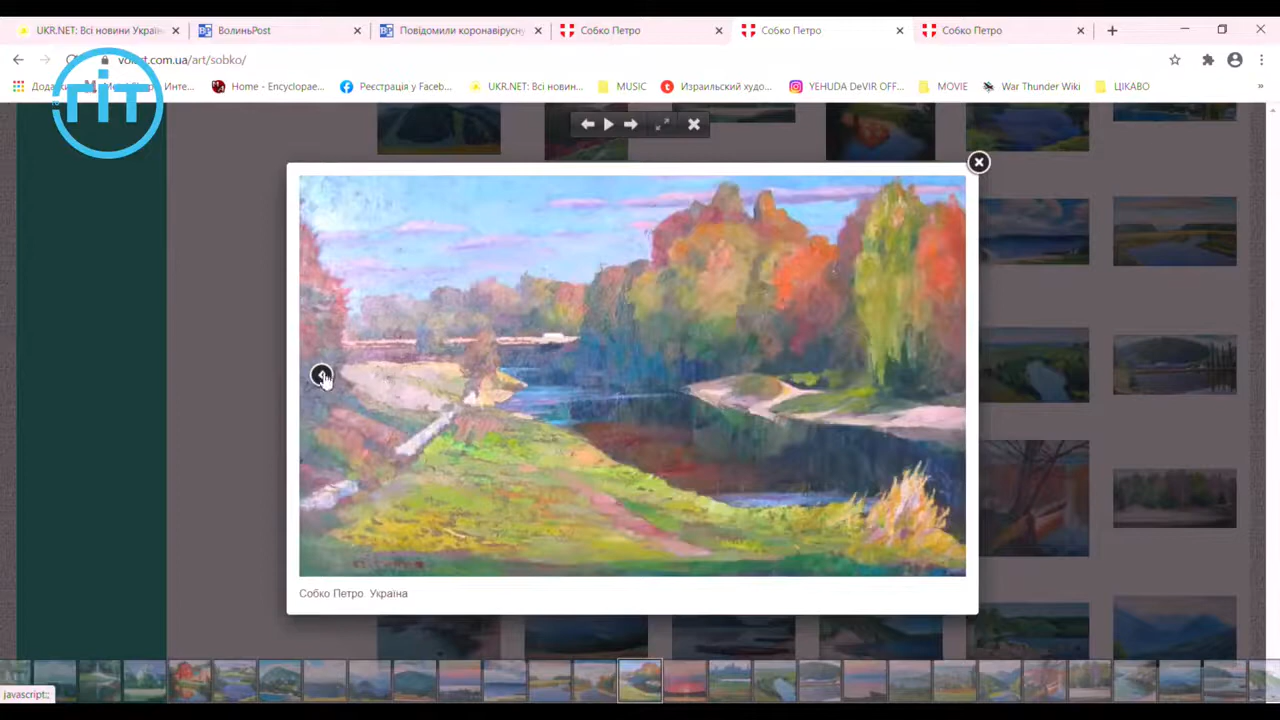 UKR.NET: Всі новини Україн
ВолиньPost
Повідомили коронавірусну
Собко Петро
Собко Петро
Собко Петро
.com.ua/art/sobko/
Home - Encyclopae...
Реєстрація у Faceb...
UKR.NET: Всі новин...
MUSIC
Израильский худо...
YEHUDA DeVIR OFF...
MOVIE
War Thunder Wiki
ЦІКАВО
»
ГІТ
Собко Петро Україна
javascript:;